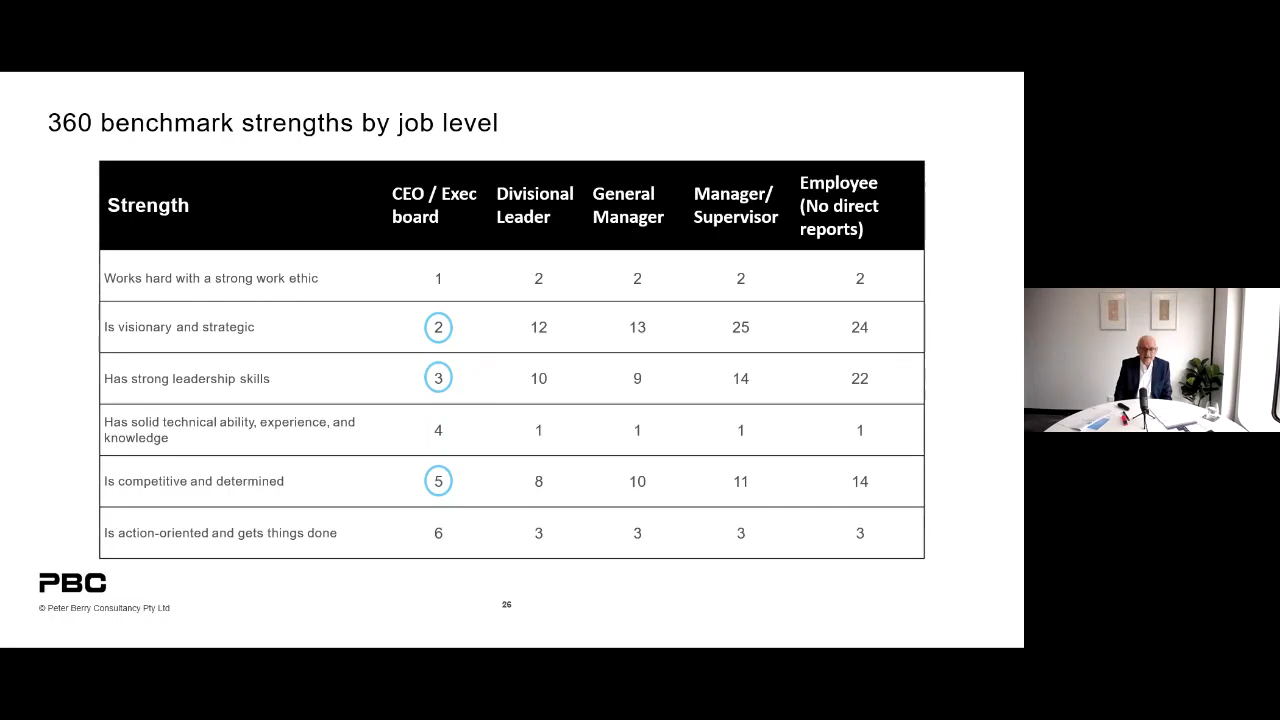 360 benchmark strengths by job level
Strength
CEO / Exec
board
Divisional
Leader
General
Manager
Manager/
Supervisor
Employee
(No direct
reports)
Works hard with a strong work ethic 1 2 2 2 2
Is visionary and strategic 2 12 13 25 24
Has strong leadership skills 3 10 9 14 22
Has solid technical ability, experience, and
knowledge 4 1 1 1 1
Is competitive and determined 5 8 10 11 14
Is action-oriented and gets things done 6 3 3 3 3
PBC
© Peter Berry Consultancy Pty Ltd
26